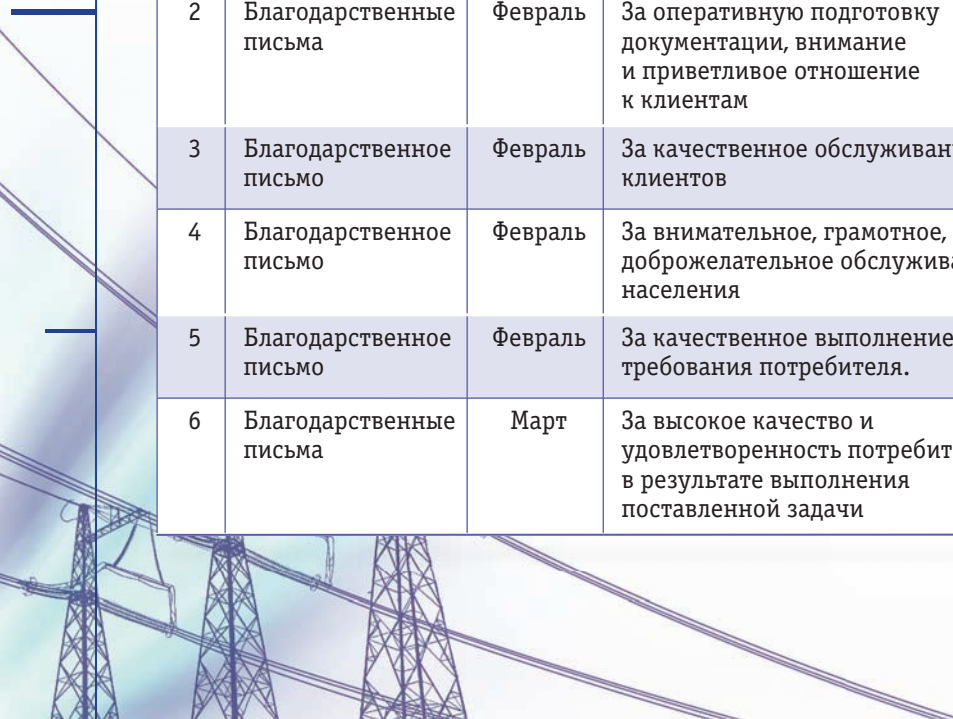 2 Благодарственные Февраль За оперативную подготовку
письма документации, внимание
и приветливое отношение
к клиентам
3 Благодарственное Февраль За качественное обслуживан
письмо клиентов
4 Благодарственное Февраль За внимательное, грамотное,
письмо доброжелательное обслужива
населения
5 Благодарственное Февраль За качественное выполнение
письмо требования потребителя.
6 Благодарственные Март За высокое качество и
письма удовлетворенность потребит
в результате выполнения
поставленной задачи